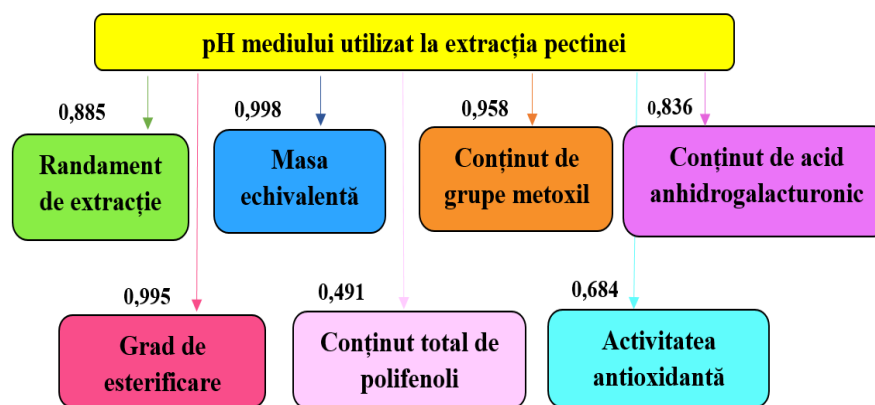 pH mediului utilizat la extracția pectinei
0,885
0,998
0,958
0,836
Randament
de extracție
Masa
echivalentă
Conținut de
grupe metoxil
Conținut de acid
anhidrogalacturonic
0,995
0,491
0,684
Grad de
esterificare
Conținut total de
polifenoli
Activitatea
antioxidantă